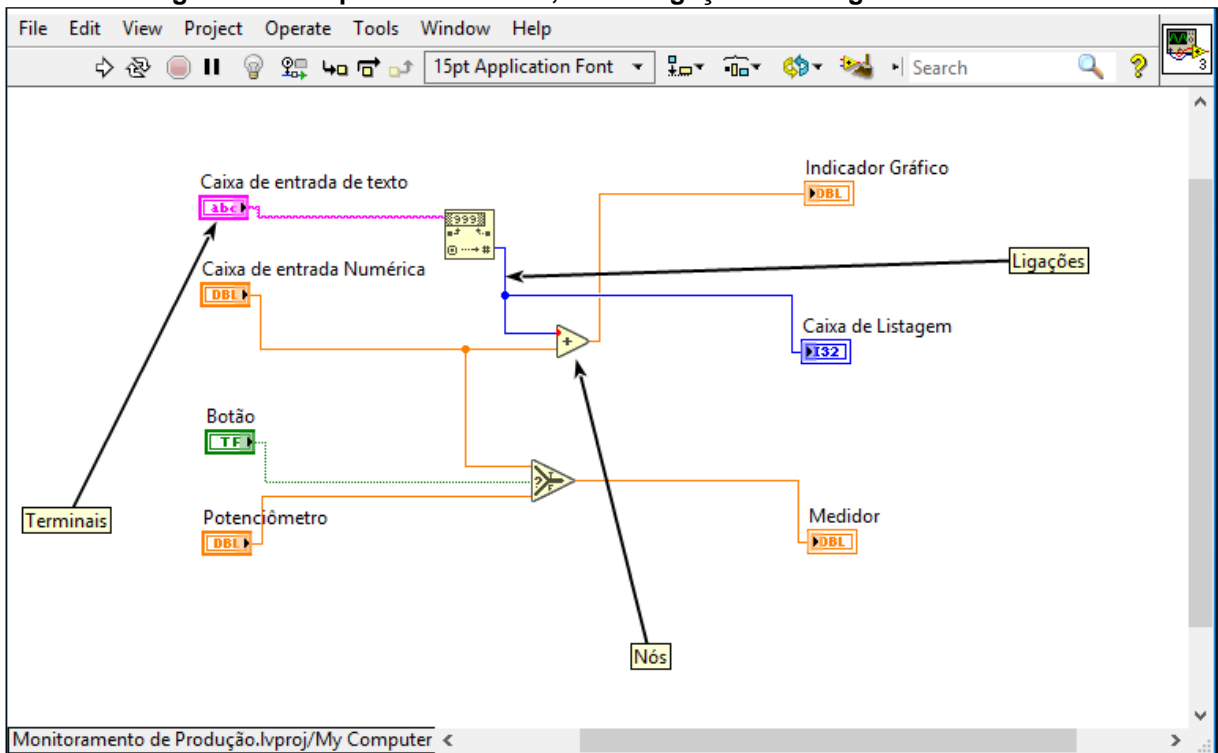 File Edit View Project Operate Tools Window Help
15pt Application Font
Search
?
3
Indicador Gráfico
DBL
Caixa de entrada de texto
abc
999
#
Caixa de entrada Numérica
DBL
Ligações
Caixa de Listagem
I32
+
Botão
TF
? T F
Terminais
Potenciômetro
DBL
Medidor
DBL
Nós
Monitoramento de Produção.lvproj/My Computer